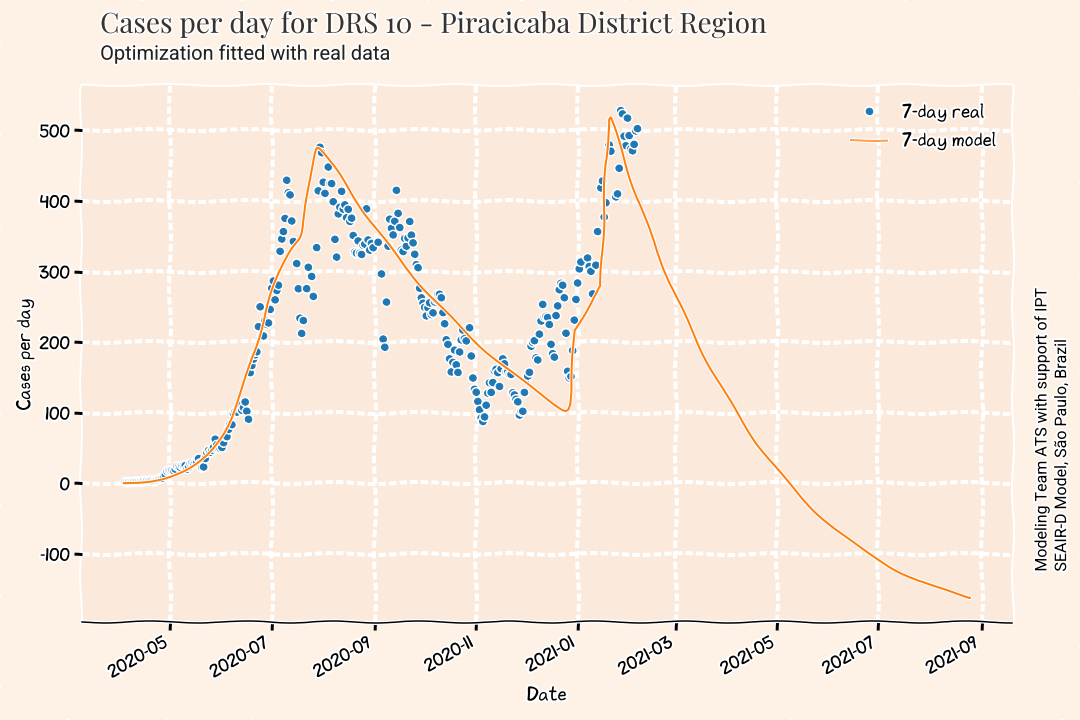 Cases per day for DRS 10 - Piracicaba District Region
Optimization fitted with real data
7-day real
7-day model
Cases per day
500
400
300
200
100
0
-100
2020-05
2020-07
2020-09
2020-11
2021-01
2021-03
2021-05
2021-07
2021-09
Date
Modeling Team ATS with support of IPT
SEAIR-D Model, São Paulo, Brazil